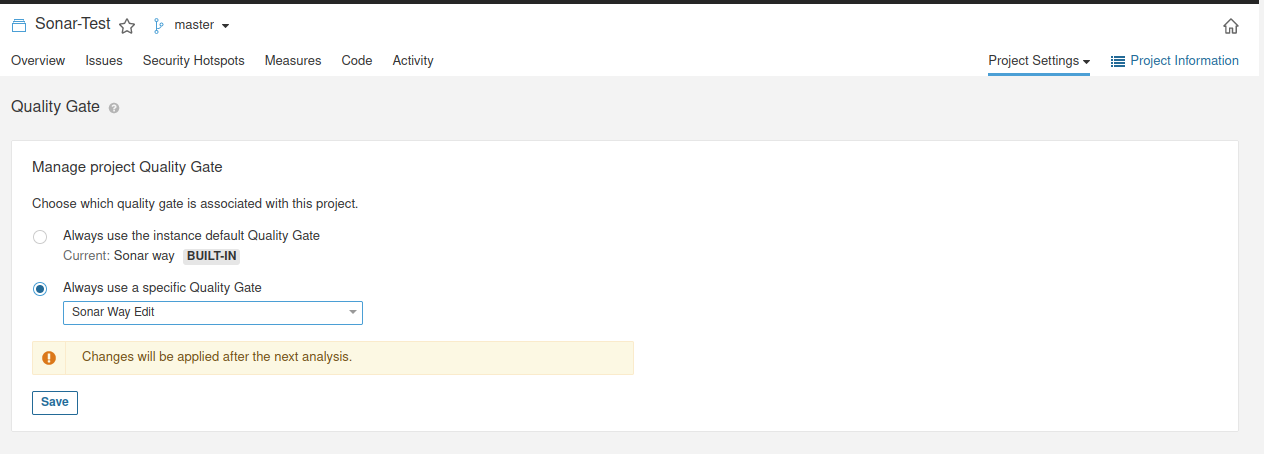 Sonar-Test master
Overview Issues Security Hotspots Measures Code Activity Project Settings Project Information
Quality Gate ?
Manage project Quality Gate
Choose which quality gate is associated with this project.
Always use the instance default Quality Gate
Current: Sonar way BUILT-IN
Always use a specific Quality Gate
Sonar Way Edit
! Changes will be applied after the next analysis.
Save